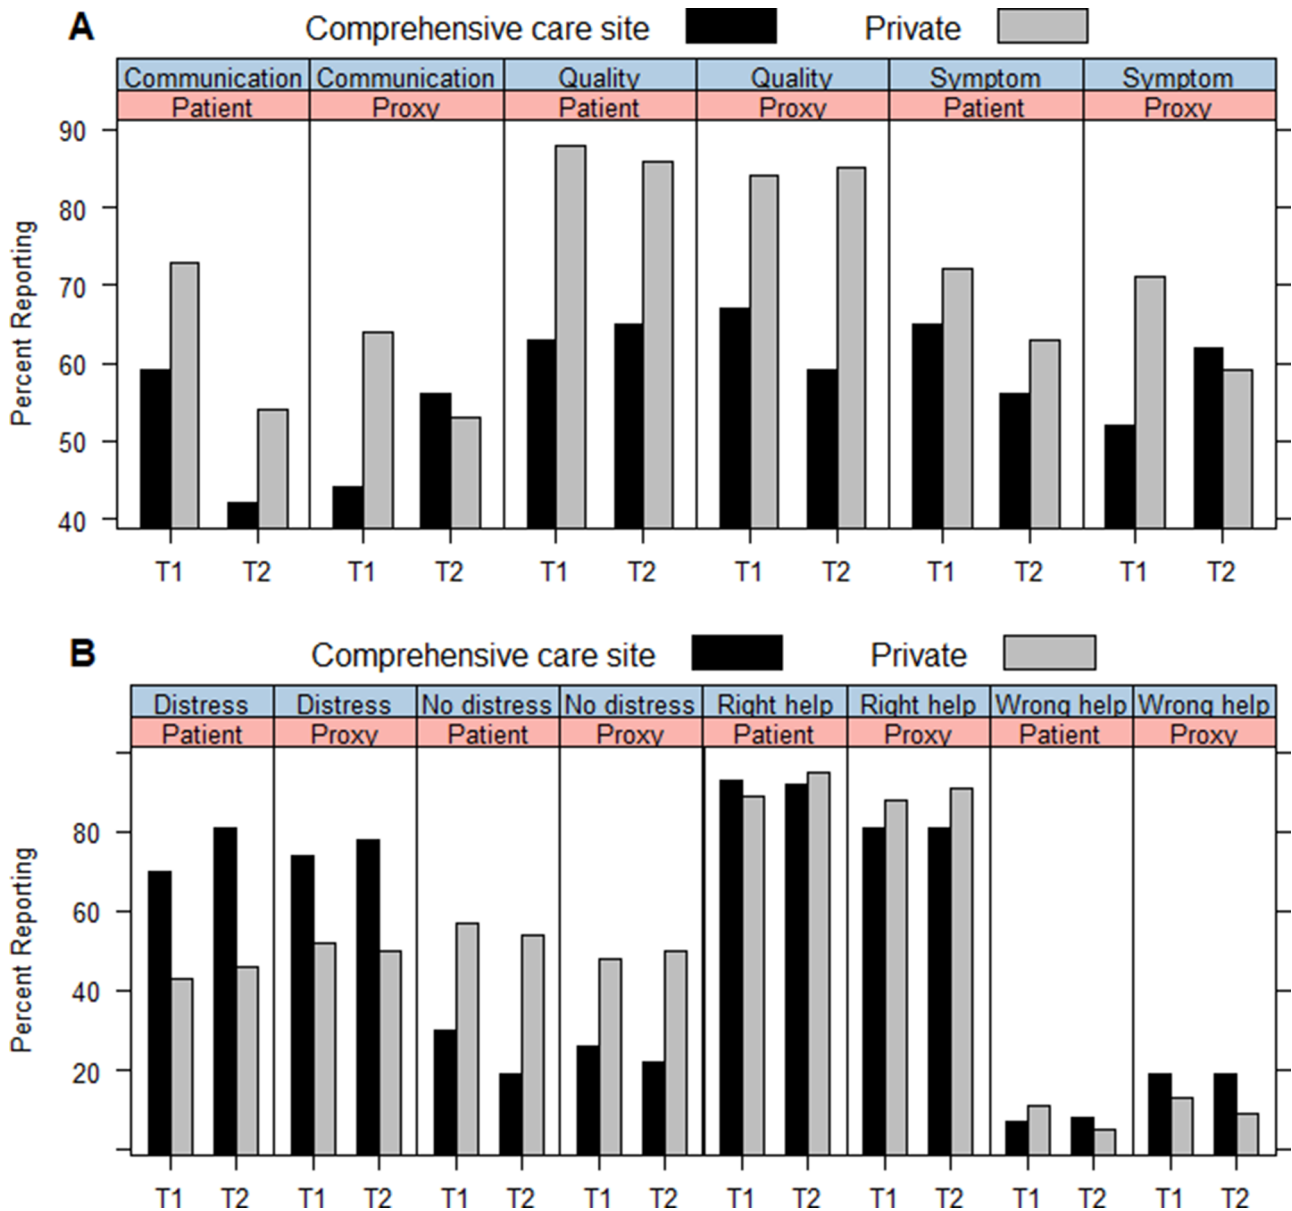 A Comprehensive care site Private
Communication Communication Quality Quality Symptom Symptom
Patient Proxy Patient Proxy Patient Proxy
90
80
70
60
50
40
Percent Reporting
T1 T2 T1 T2 T1 T2 T1 T2 T1 T2 T1 T2
B Comprehensive care site Private
Distress Distress No distress No distress Right help Right help Wrong help Wrong help
Patient Proxy Patient Proxy Patient Proxy Patient Proxy
80
60
40
20
Percent Reporting
T1 T2 T1 T2 T1 T2 T1 T2 T1 T2 T1 T2 T1 T2 T1 T2